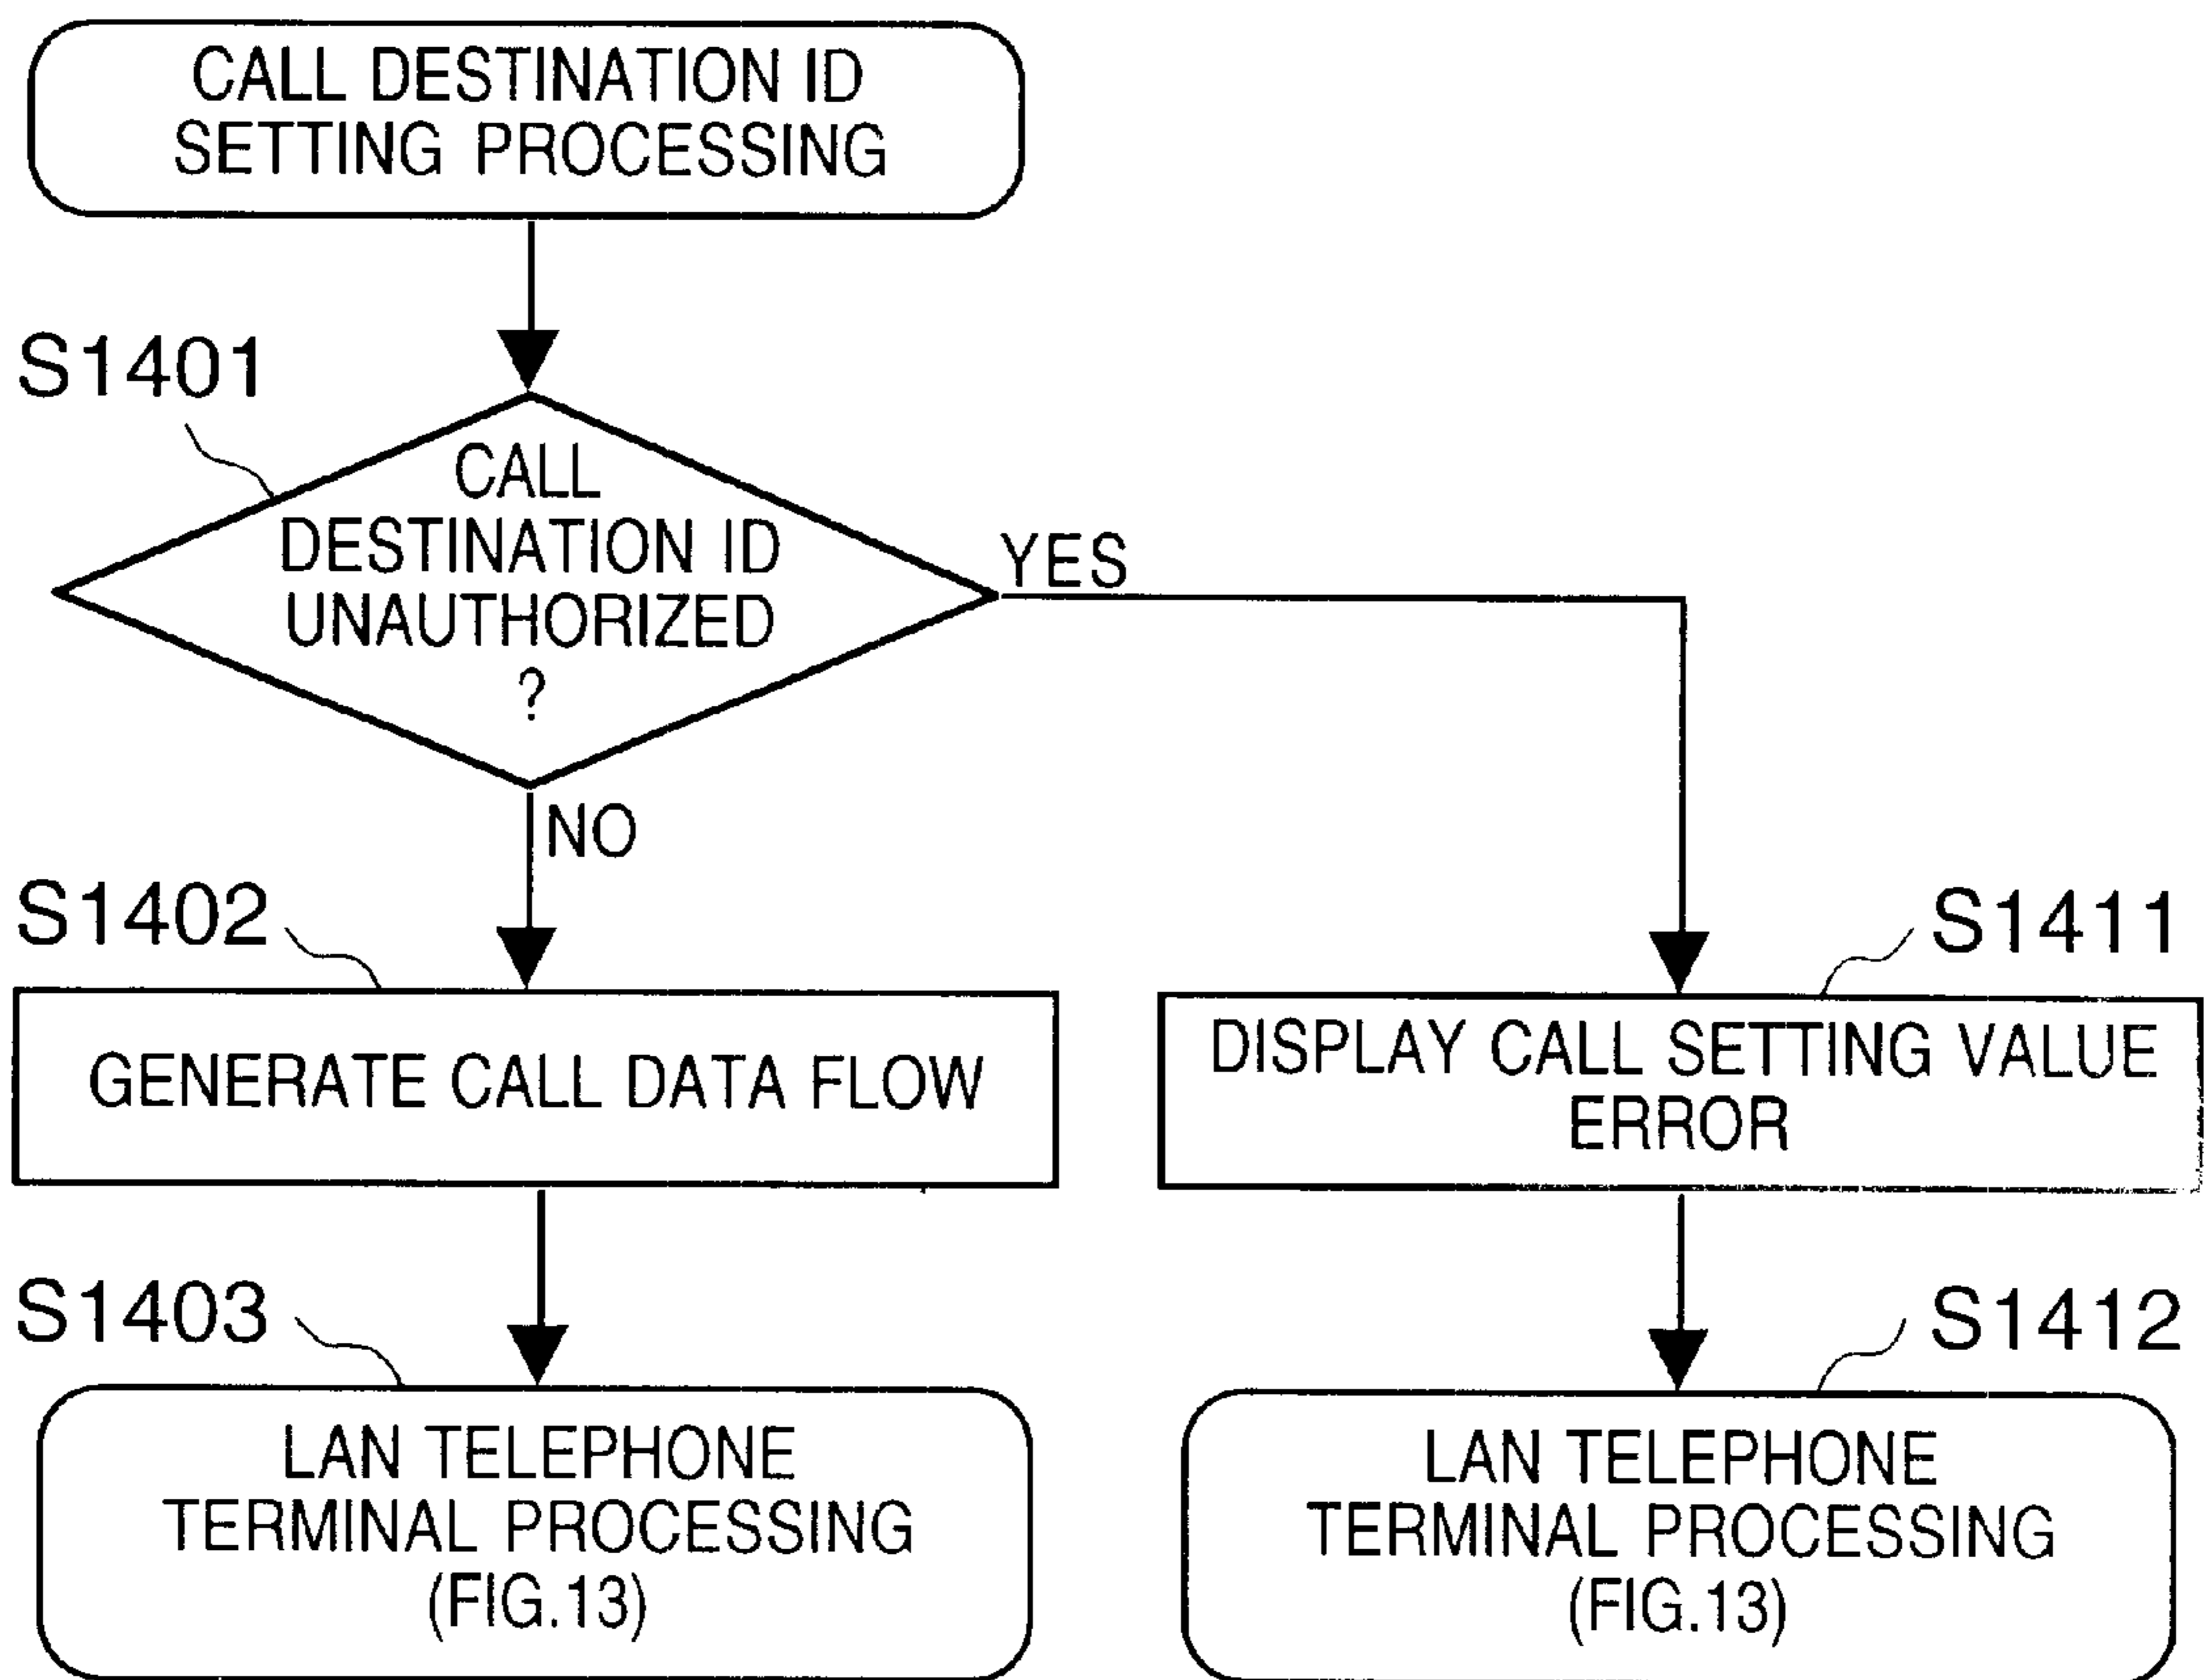 CALL DESTINATION ID
SETTING PROCESSING
S1401
CALL
DESTINATION ID
UNAUTHORIZED
?
YES
NO
S1402
GENERATE CALL DATA FLOW
S1411
DISPLAY CALL SETTING VALUE
ERROR
S1403
LAN TELEPHONE
TERMINAL PROCESSING
(FIG.13)
S1412
LAN TELEPHONE
TERMINAL PROCESSING
(FIG.13)